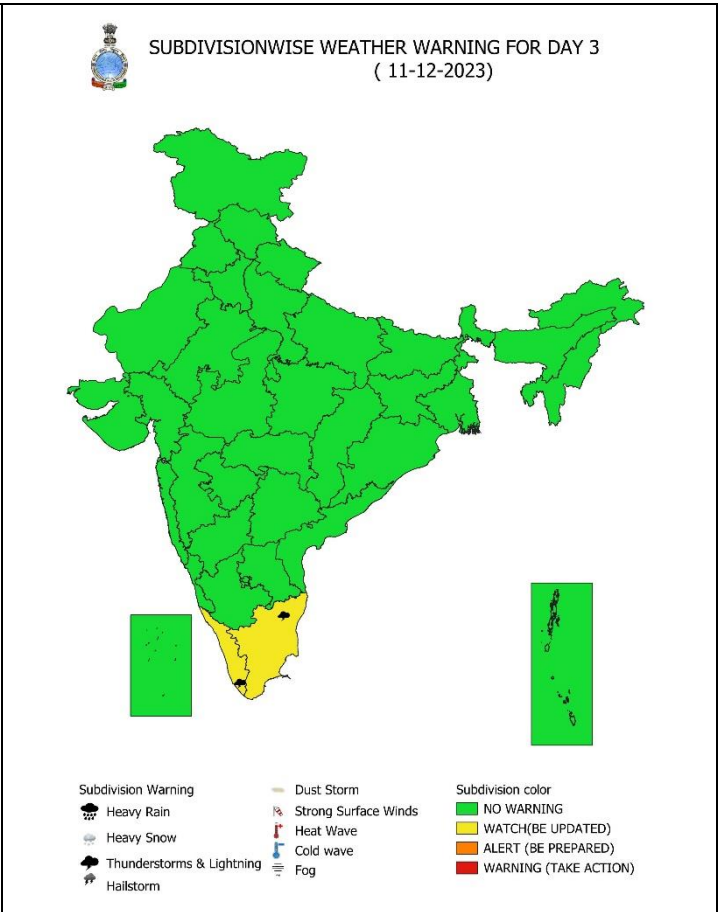 SUBDIVISIONWISE WEATHER WARNING FOR DAY 3
( 11-12-2023)
Subdivision Warning
Heavy Rain
Heavy Snow
Thunderstorms & Lightning
Hailstorm
Dust Storm
Strong Surface Winds
Heat Wave
Cold wave
Fog
Subdivision color
NO WARNING
WATCH(BE UPDATED)
ALERT (BE PREPARED)
WARNING (TAKE ACTION)